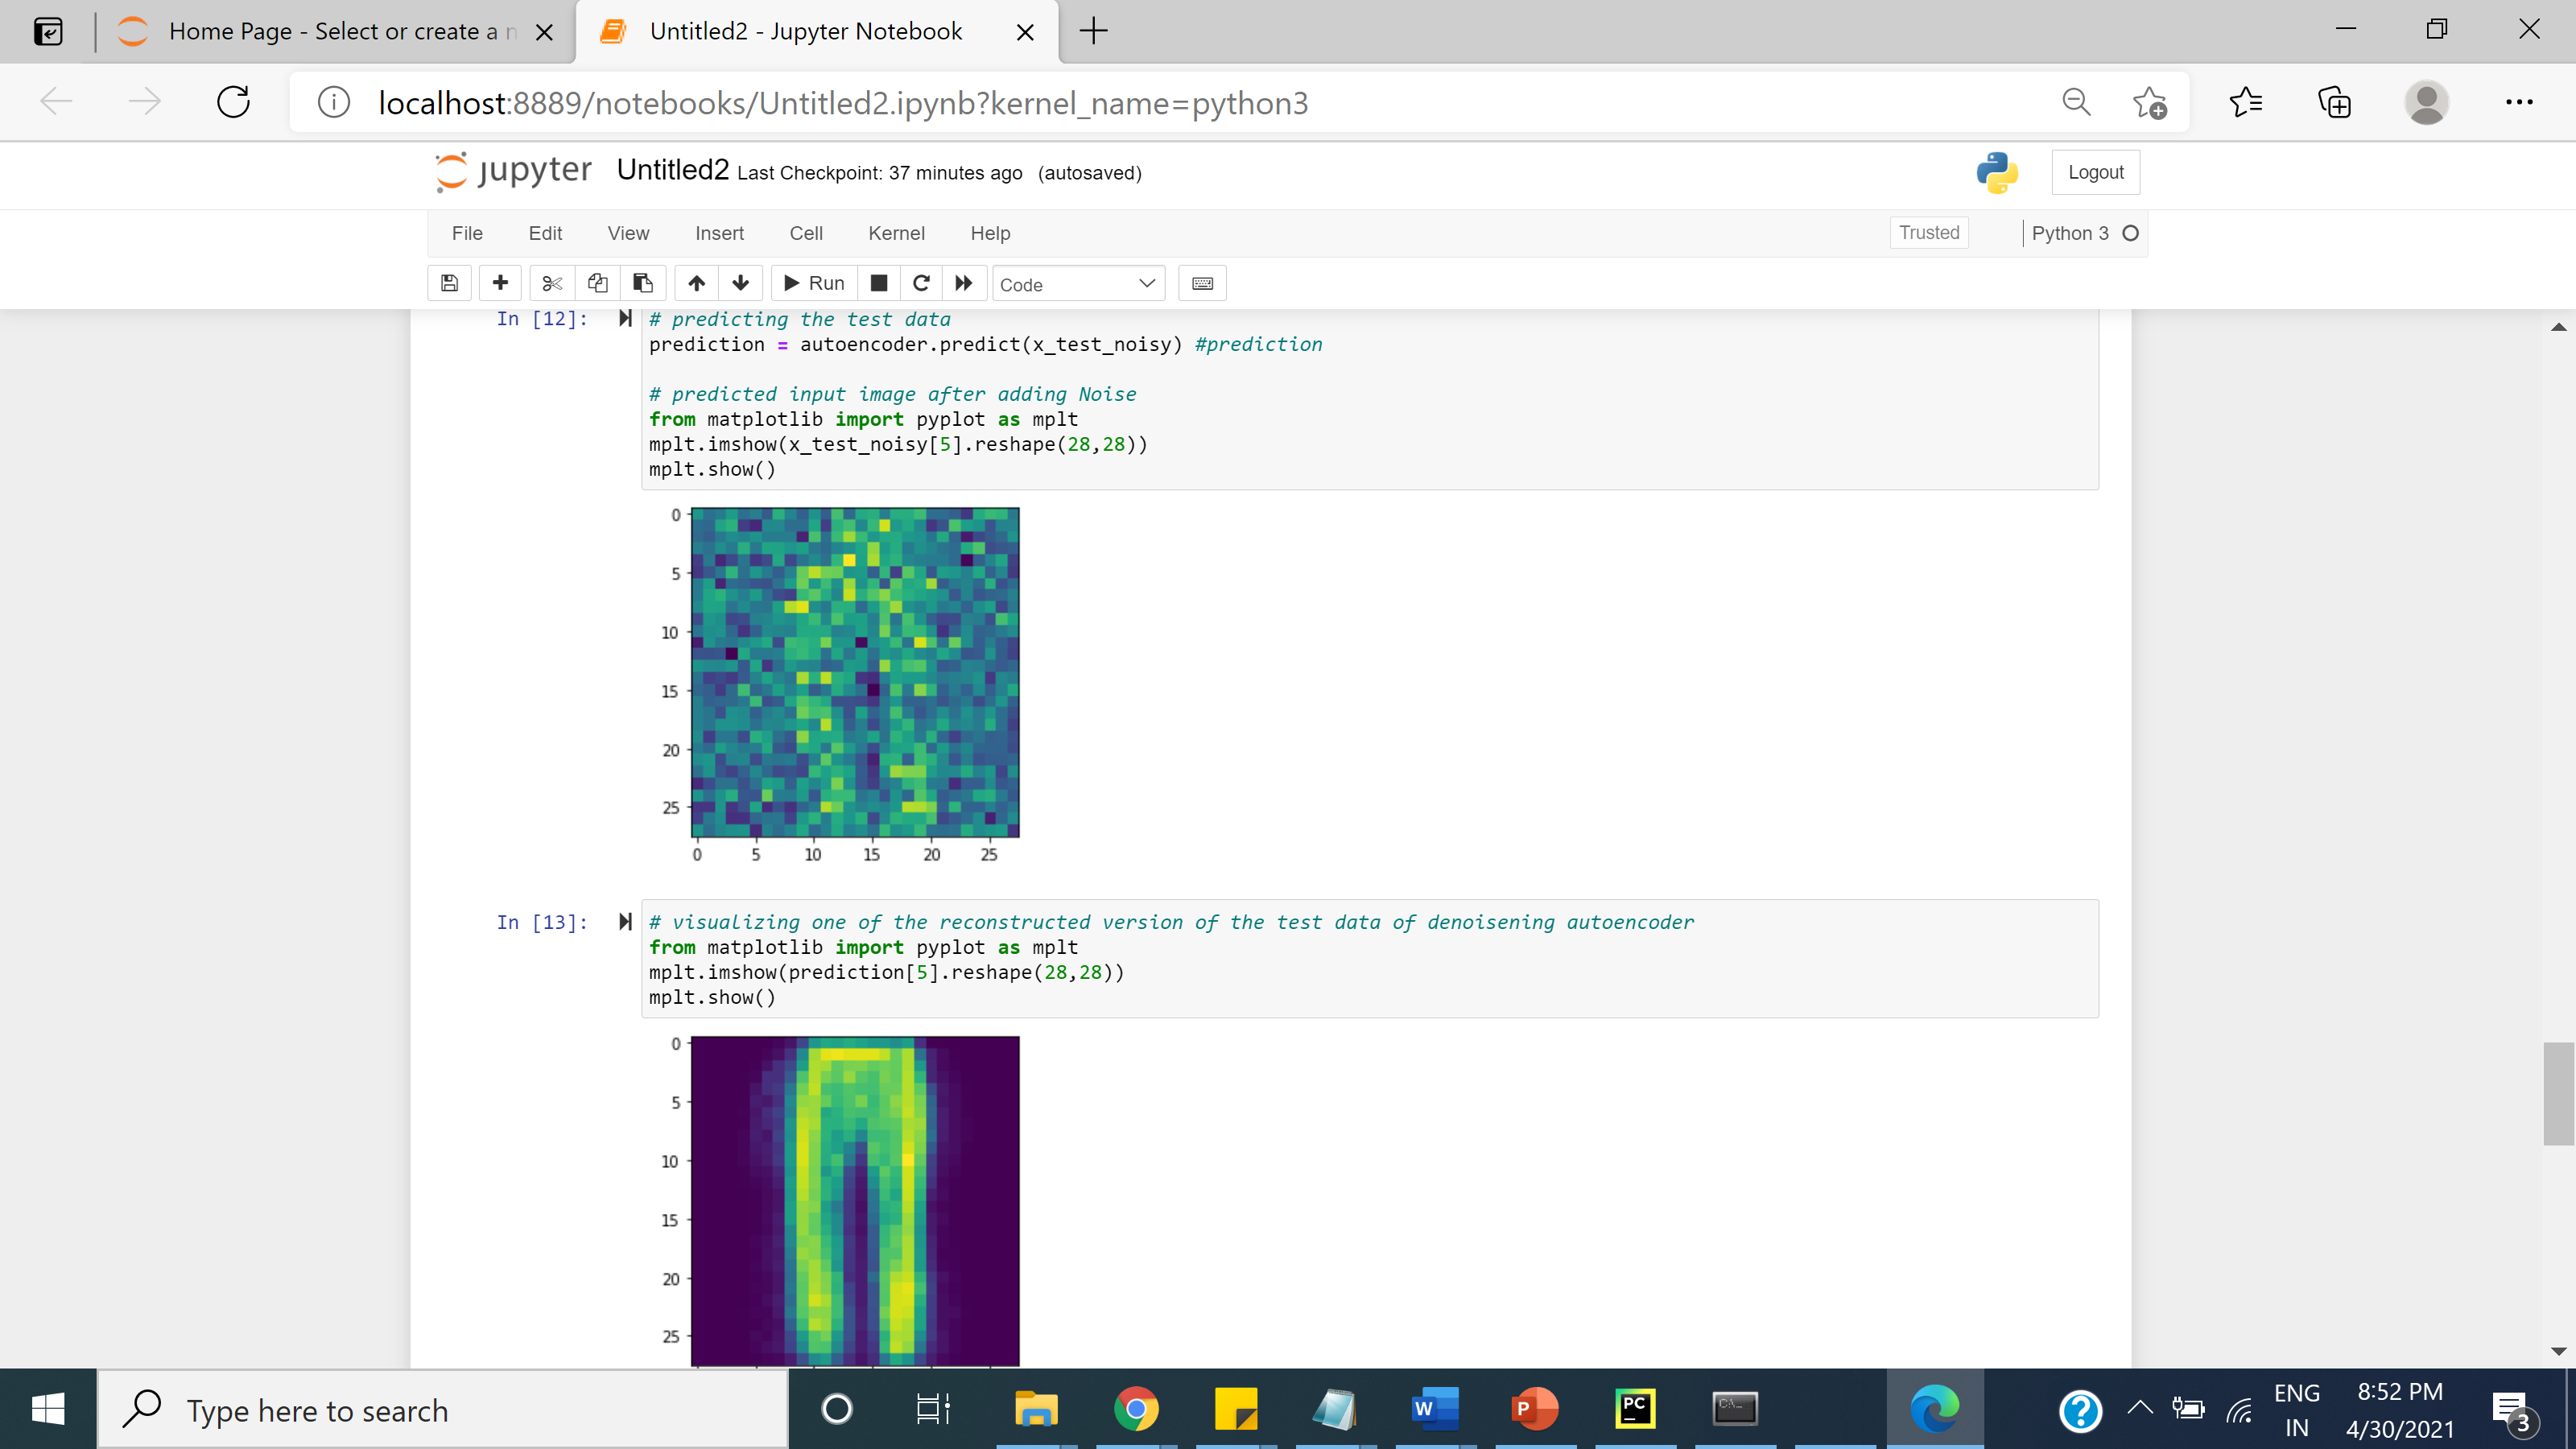 Home Page - Select or create a n
Untitled2 - Jupyter Notebook
localhost:8889/notebooks/Untitled2.ipynb?kernel_name=python3
jupyter Untitled2 Last Checkpoint: 37 minutes ago (autosaved)
Logout
File Edit View Insert Cell Kernel Help
Trusted
Python 3
Run
Code
In [12]:
# predicting the test data
prediction = autoencoder.predict(x_test_noisy) #prediction
# predicted input image after adding Noise
from matplotlib import pyplot as mplt
mplt.imshow(x_test_noisy[5].reshape(28,28))
mplt.show()
0
5
10
15
20
25
0 5 10 15 20 25
In [13]:
# visualizing one of the reconstructed version of the test data of denoisening autoencoder
from matplotlib import pyplot as mplt
mplt.imshow(prediction[5].reshape(28,28))
mplt.show()
0
5
10
15
20
25
Type here to search
W
P
PC
C:\_
?
ENG
IN
8:52 PM
4/30/2021
3